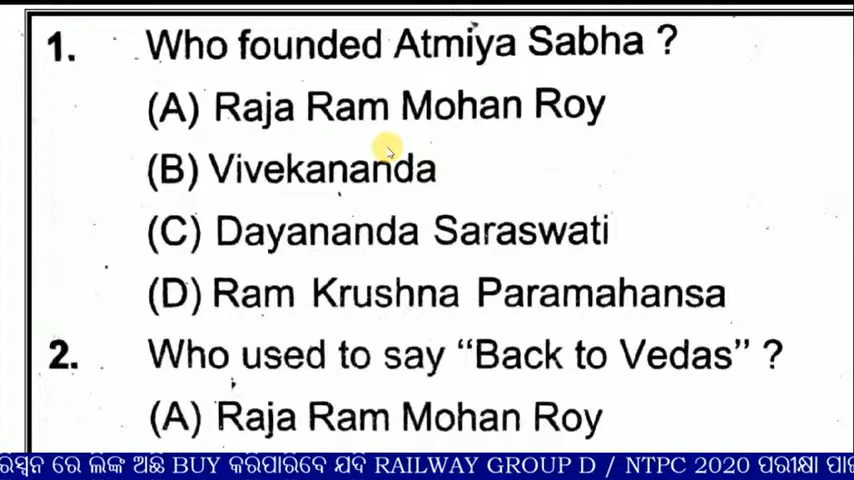 1. Who founded Atmiya Sabha ?
(A) Raja Ram Mohan Roy
(B) Vivekananda
(C) Dayananda Saraswati
(D) Ram Krushna Paramahansa
2. Who used to say “Back to Vedas” ?
(A) Raja Ram Mohan Roy
ରେ ଲିଙ୍କ ଅଛି BUY କରିପାରିବେ ଯଦି RAILWAY GROUP D / NTPC 2020 ପରୀକ୍ଷା